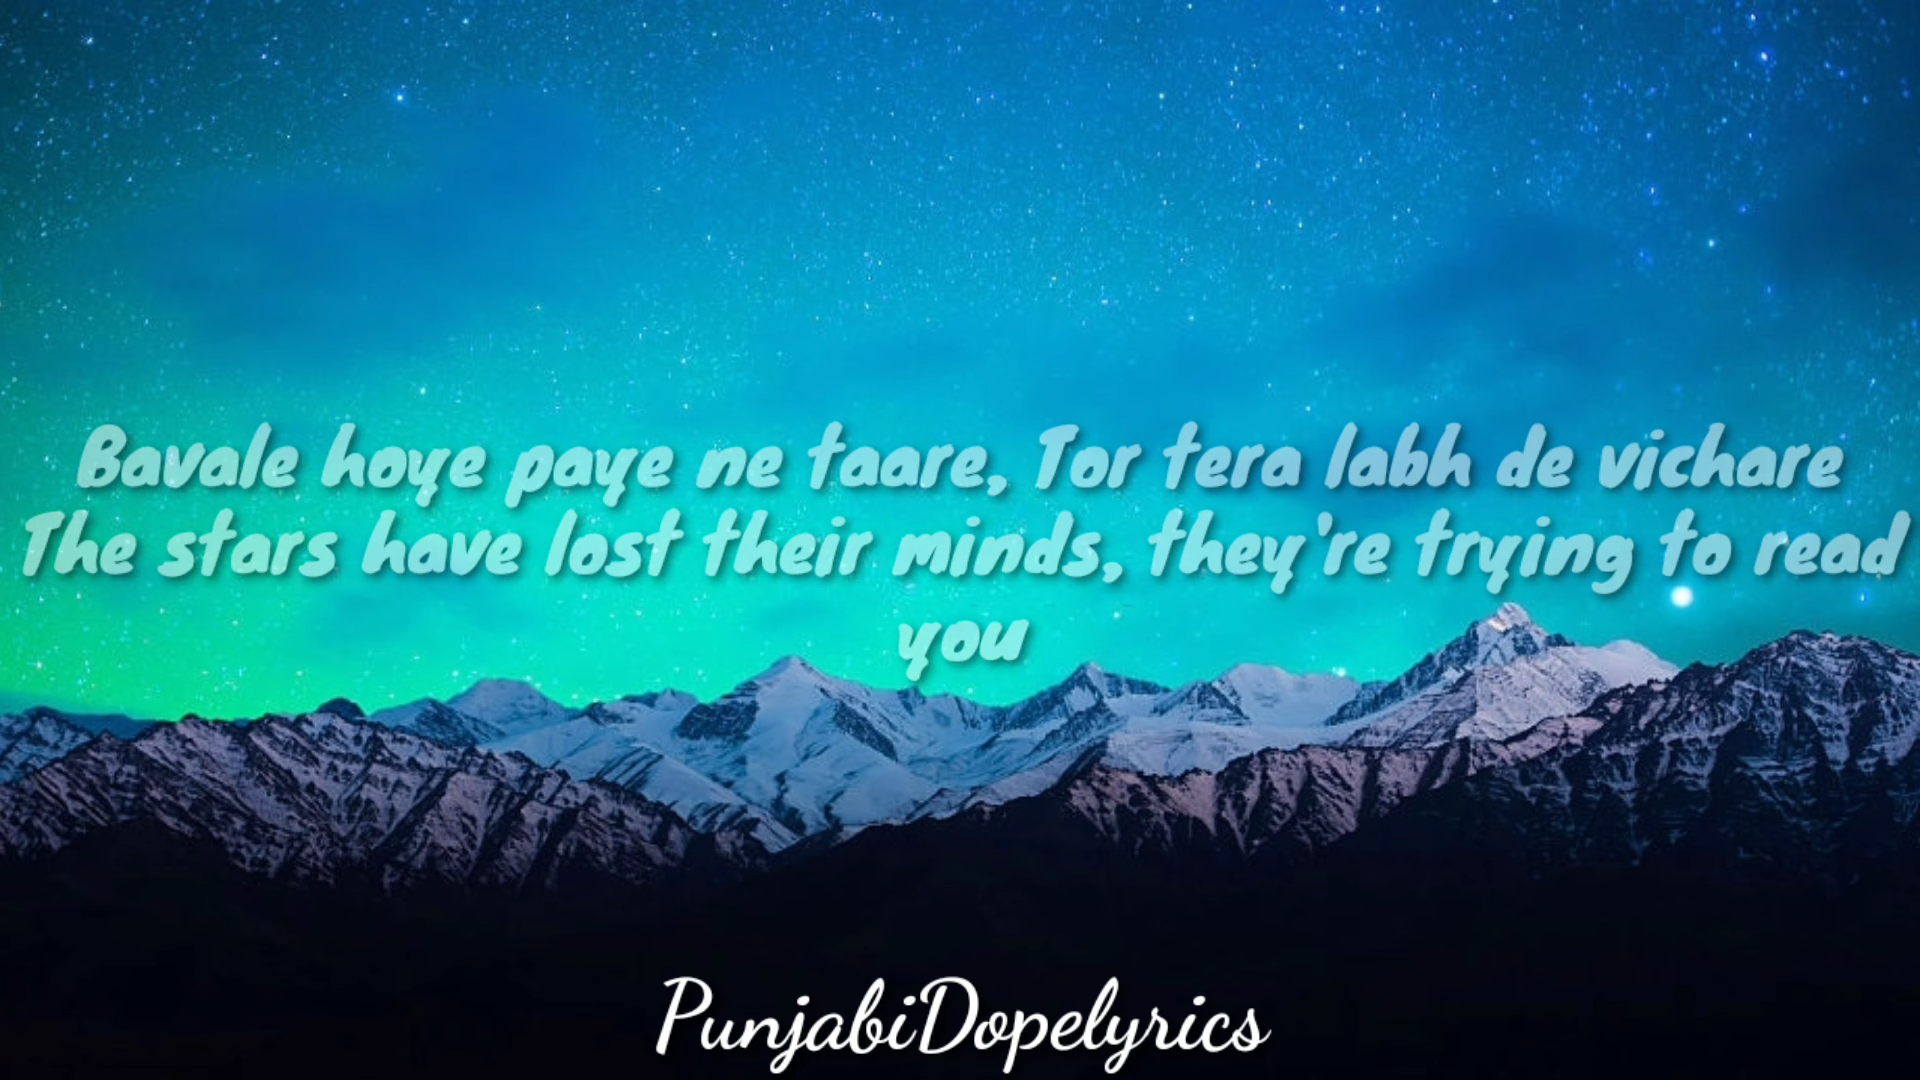 Bavale hoye paye ne taare, Tor tera labh de vichare
The stars have lost their minds, they're trying to read
you
PunjabiDopelyrics